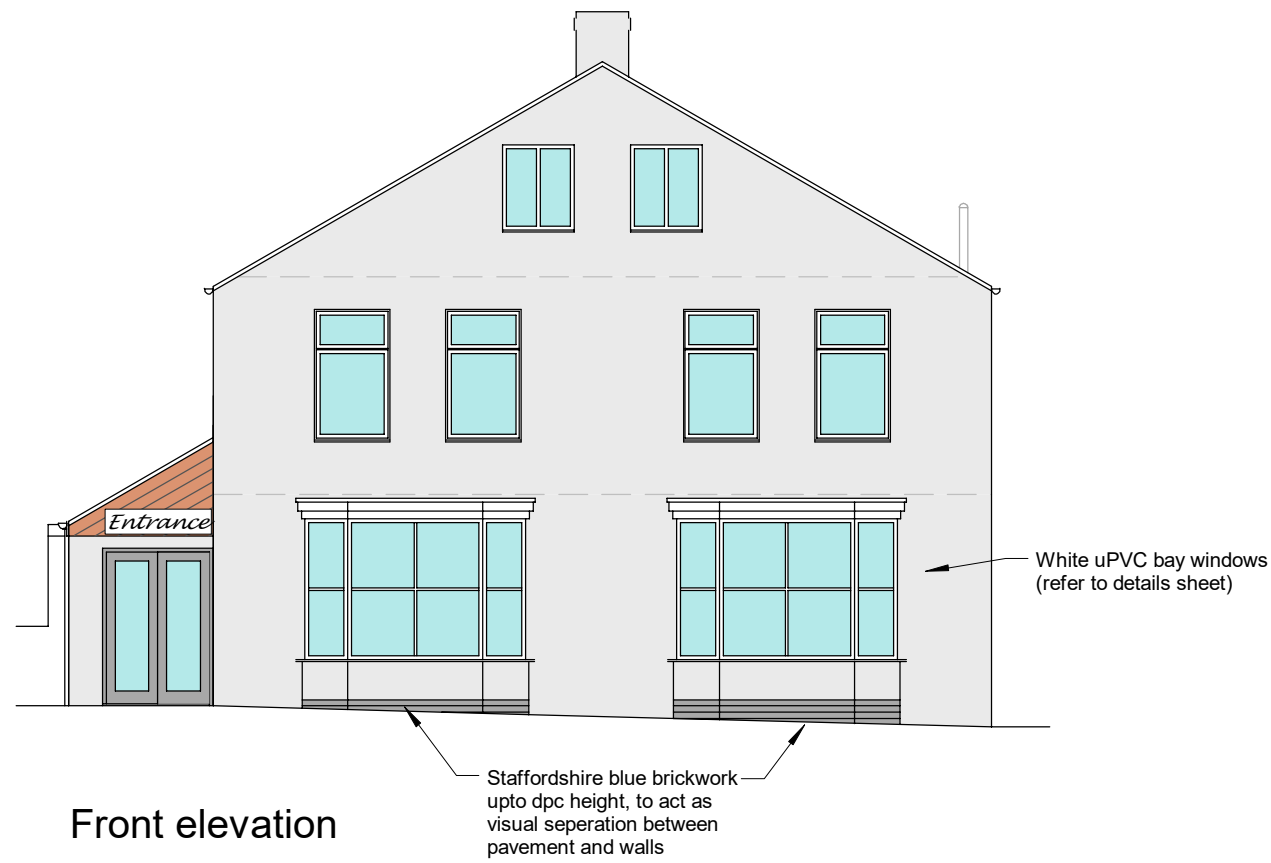 Entrance
White uPVC bay windows
(refer to details sheet)
Staffordshire blue brickwork
upto dpc height, to act as
visual seperation between
pavement and walls
Front elevation